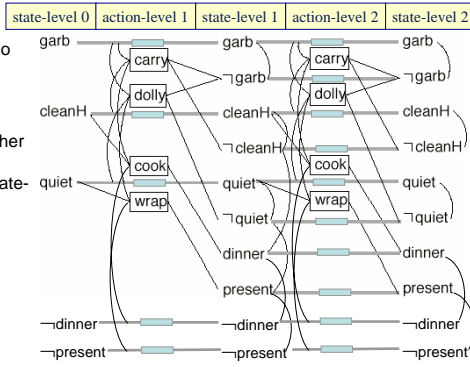 state-level 0 action-level 1 state-level 1 action-level 2 state-level 2
o garb garb garb
carry carry
¬garb ¬garb
dolly dolly
cleanH cleanH cleanH
her ¬cleanH ¬cleanH
cook cook
ate- quiet quiet quiet
wrap wrap
¬quiet ¬quiet
dinner dinner
present present
¬dinner ¬dinner ¬dinner
¬present ¬present ¬present